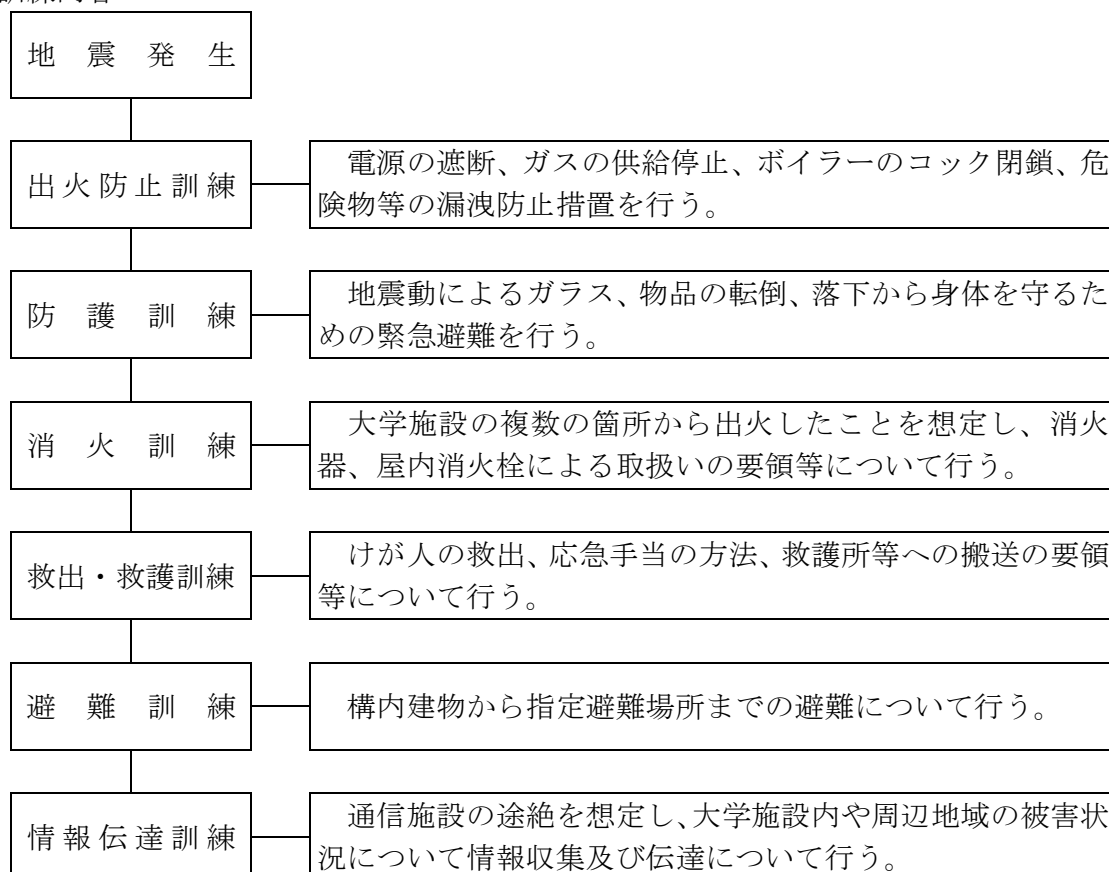 地震発生
出火防止訓練
電源の遮断、ガスの供給停止、ボイラーのコック閉鎖、危
険物等の漏洩防止措置を行う。
防護訓練
地震動によるガラス、物品の転倒、落下から身体を守るた
めの緊急避難を行う。
消火訓練
大学施設の複数の箇所から出火したことを想定し、消火
器、屋内消火栓による取扱いの要領等について行う。
救出・救護訓練
けが人の救出、応急手当の方法、救護所等への搬送の要領
等について行う。
避難訓練
構内建物から指定避難場所までの避難について行う。
情報伝達訓練
通信施設の途絶を想定し、大学施設内や周辺地域の被害状
況について情報収集及び伝達について行う。